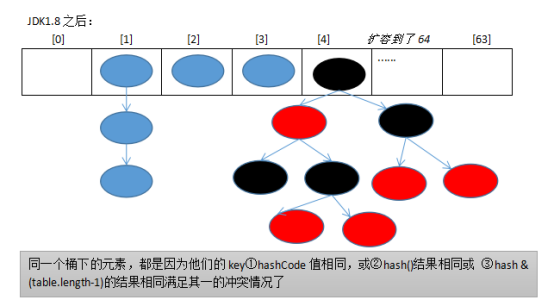 JDK1.8 之后：
[0] [1] [2] [3] [4] 扩容到了 64 [63]
……
同一个桶下的元素，都是因为他们的 key①hashCode 值相同，或②hash()结果相同或 ③hash &
(table.length-1)的结果相同满足其一的冲突情况了